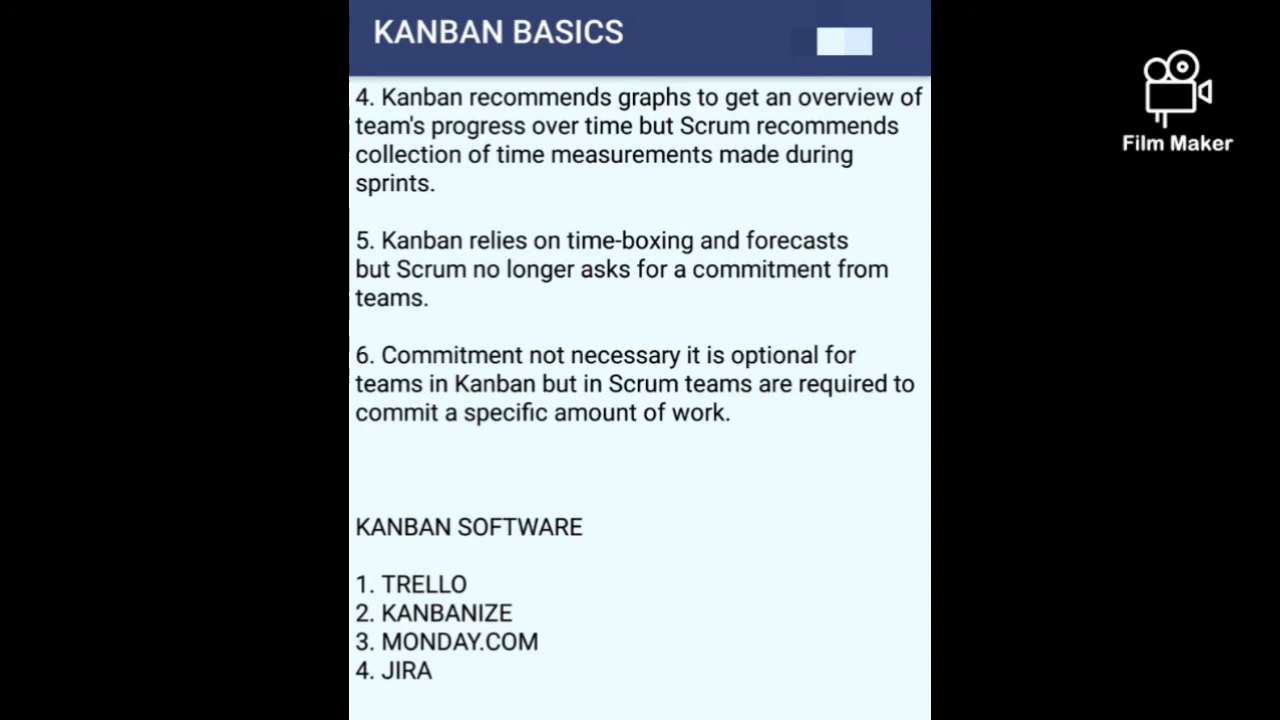 KANBAN BASICS
4. Kanban recommends graphs to get an overview of
team's progress over time but Scrum recommends
collection of time measurements made during
sprints.
5. Kanban relies on time-boxing and forecasts
but Scrum no longer asks for a commitment from
teams.
6. Commitment not necessary it is optional for
teams in Kanban but in Scrum teams are required to
commit a specific amount of work.
KANBAN SOFTWARE
1. TRELLO
2. KANBANIZE
3. MONDAY.COM
4. JIRA
Film Maker